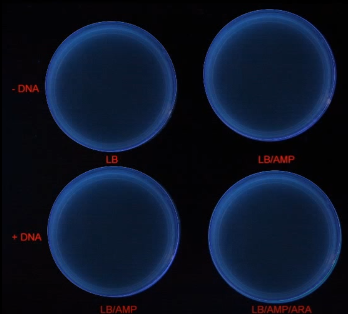 - DNA
LB
LB/AMP
+ DNA
LB/AMP
LB/AMP/ARA